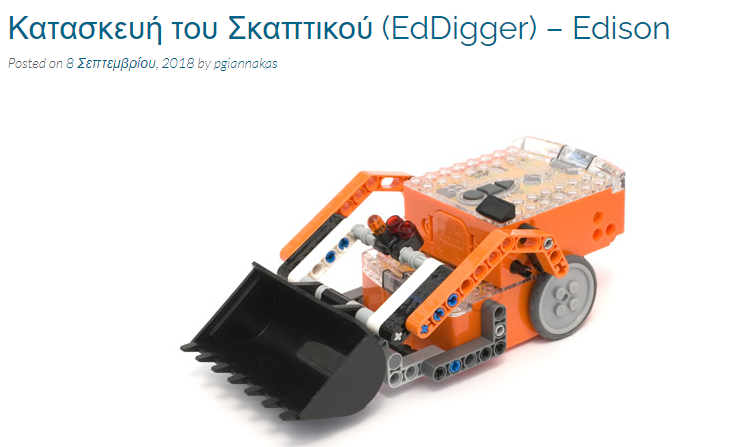 Κατασκευή του Σκαπτικού (EdDigger) – Edison
Posted on 8 Σεπτεμβρίου, 2018 by pgiannakas